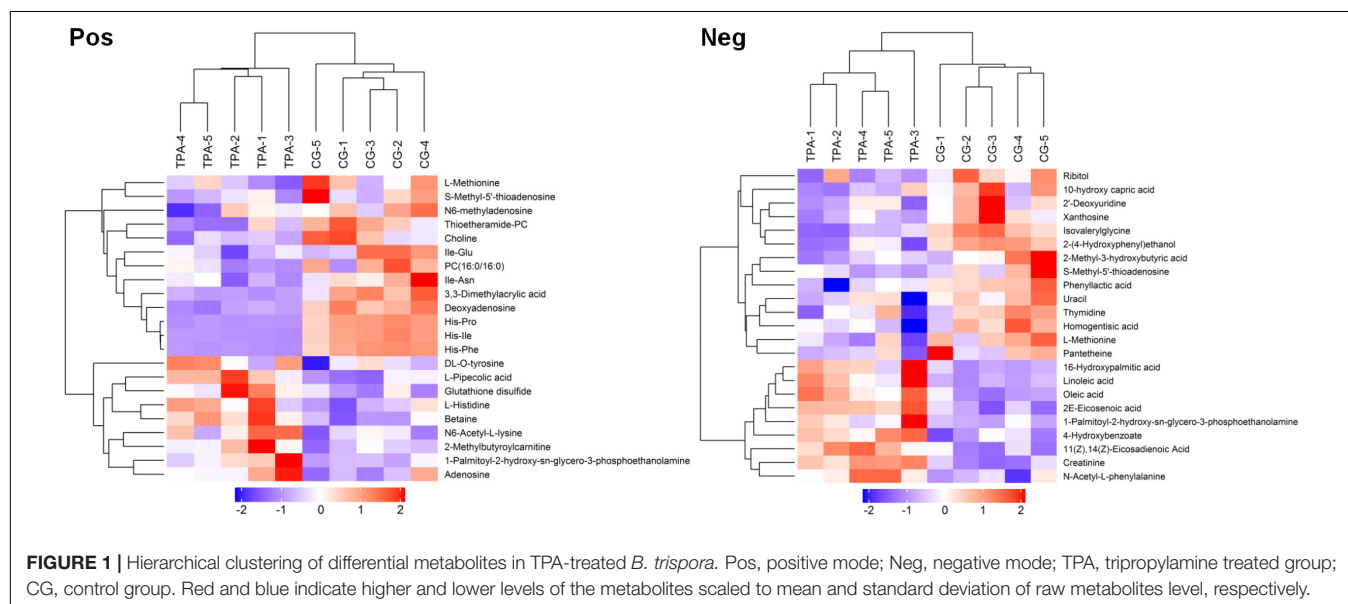 Pos
TPA-4 TPA-5 TPA-2 TPA-1 TPA-3 CG-5 CG-1 CG-3 CG-2 CG-4
L-Methionine
S-Methyl-5'-thioadenosine
N6-methyladenosine
Thioetheramide-PC
Choline
Ile-Glu
PC(16:0/16:0)
Ile-Asn
3,3-Dimethylacrylic acid
Deoxyadenosine
His-Pro
His-Ile
His-Phe
DL-O-tyrosine
L-Pipecolic acid
Glutathione disulfide
L-Histidine
Betaine
N6-Acetyl-L-lysine
2-Methylbutyroylcarnitine
1-Palmitoyl-2-hydroxy-sn-glycero-3-phosphoethanolamine
Adenosine
-2 -1 0 1 2
Neg
TPA-1 TPA-2 TPA-4 TPA-5 TPA-3 CG-1 CG-2 CG-3 CG-4 CG-5
Ribitol
10-hydroxy capric acid
2'-Deoxyuridine
Xanthosine
Isovalerylglycine
2-(4-Hydroxyphenyl)ethanol
2-Methyl-3-hydroxybutyric acid
S-Methyl-5'-thioadenosine
Phenyllactic acid
Uracil
Thymidine
Homogentisic acid
L-Methionine
Pantetheine
16-Hydroxypalmitic acid
Linoleic acid
Oleic acid
2E-Eicosenoic acid
1-Palmitoyl-2-hydroxy-sn-glycero-3-phosphoethanolamine
4-Hydroxybenzoate
11(Z),14(Z)-Eicosadienoic Acid
Creatinine
N-Acetyl-L-phenylalanine
-2 -1 0 1 2
FIGURE 1 | Hierarchical clustering of differential metabolites in TPA-treated B. trispora. Pos, positive mode; Neg, negative mode; TPA, tripropylamine treated group;
CG, control group. Red and blue indicate higher and lower levels of the metabolites scaled to mean and standard deviation of raw metabolites level, respectively.